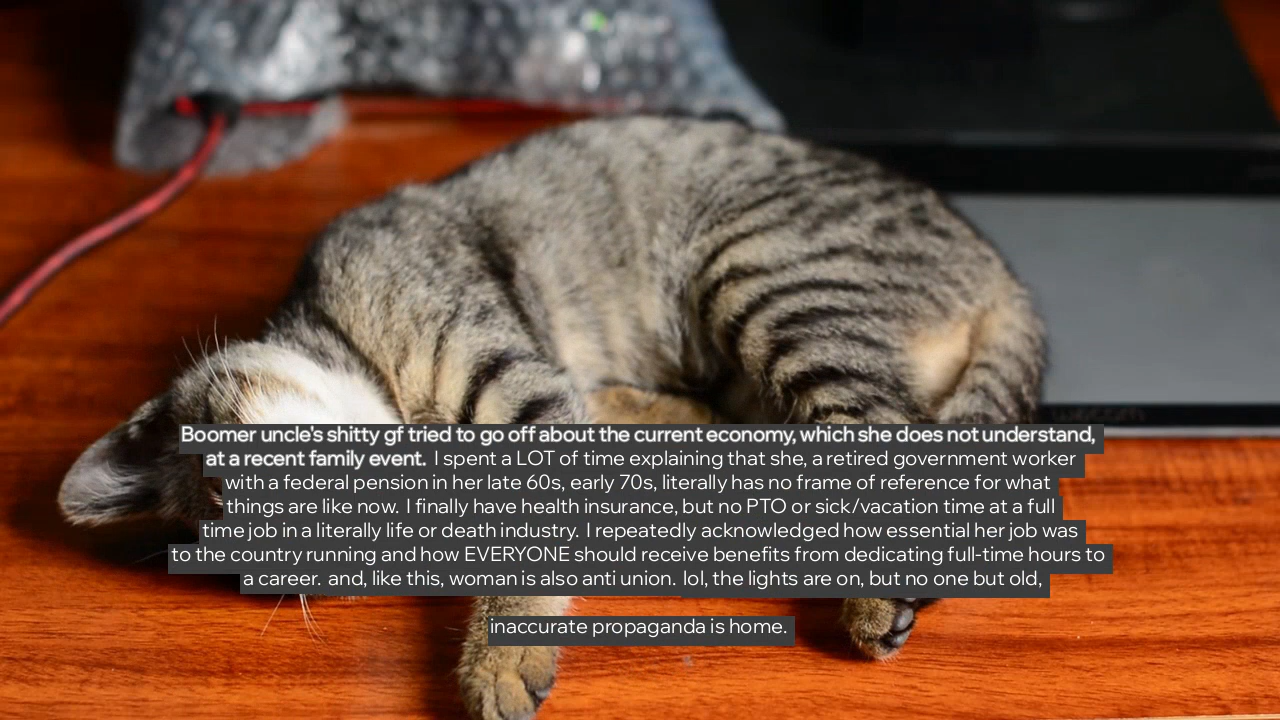 wacom
Boomer uncle's shitty gf tried to go off about the current economy, which she does not understand,
at a recent family event. I spent a LOT of time explaining that she, a retired government worker
with a federal pension in her late 60s, early 70s, literally has no frame of reference for what
things are like now. I finally have health insurance, but no PTO or sick/vacation time at a full
time job in a literally life or death industry. I repeatedly acknowledged how essential her job was
to the country running and how EVERYONE should receive benefits from dedicating full-time hours to
a career. and, like this, woman is also anti union. lol, the lights are on, but no one but old,
inaccurate propaganda is home.